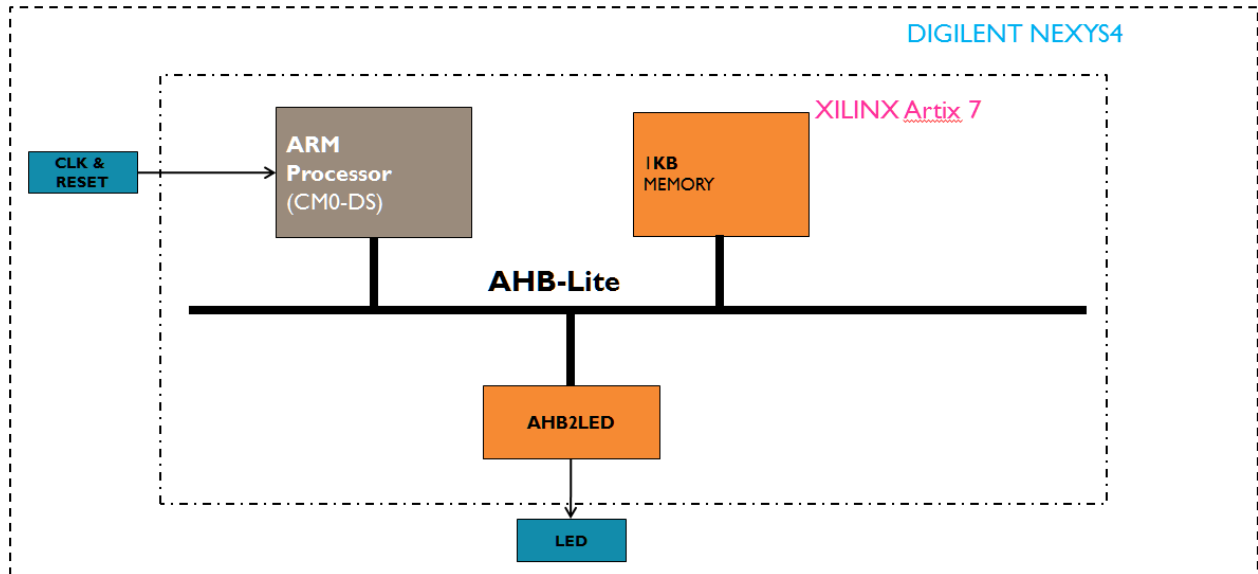 DIGILENT NEXYS4
XILINX Artix 7
CLK &
RESET
ARM
Processor
(CM0-DS)
1KB
MEMORY
AHB-Lite
AHB2LED
LED